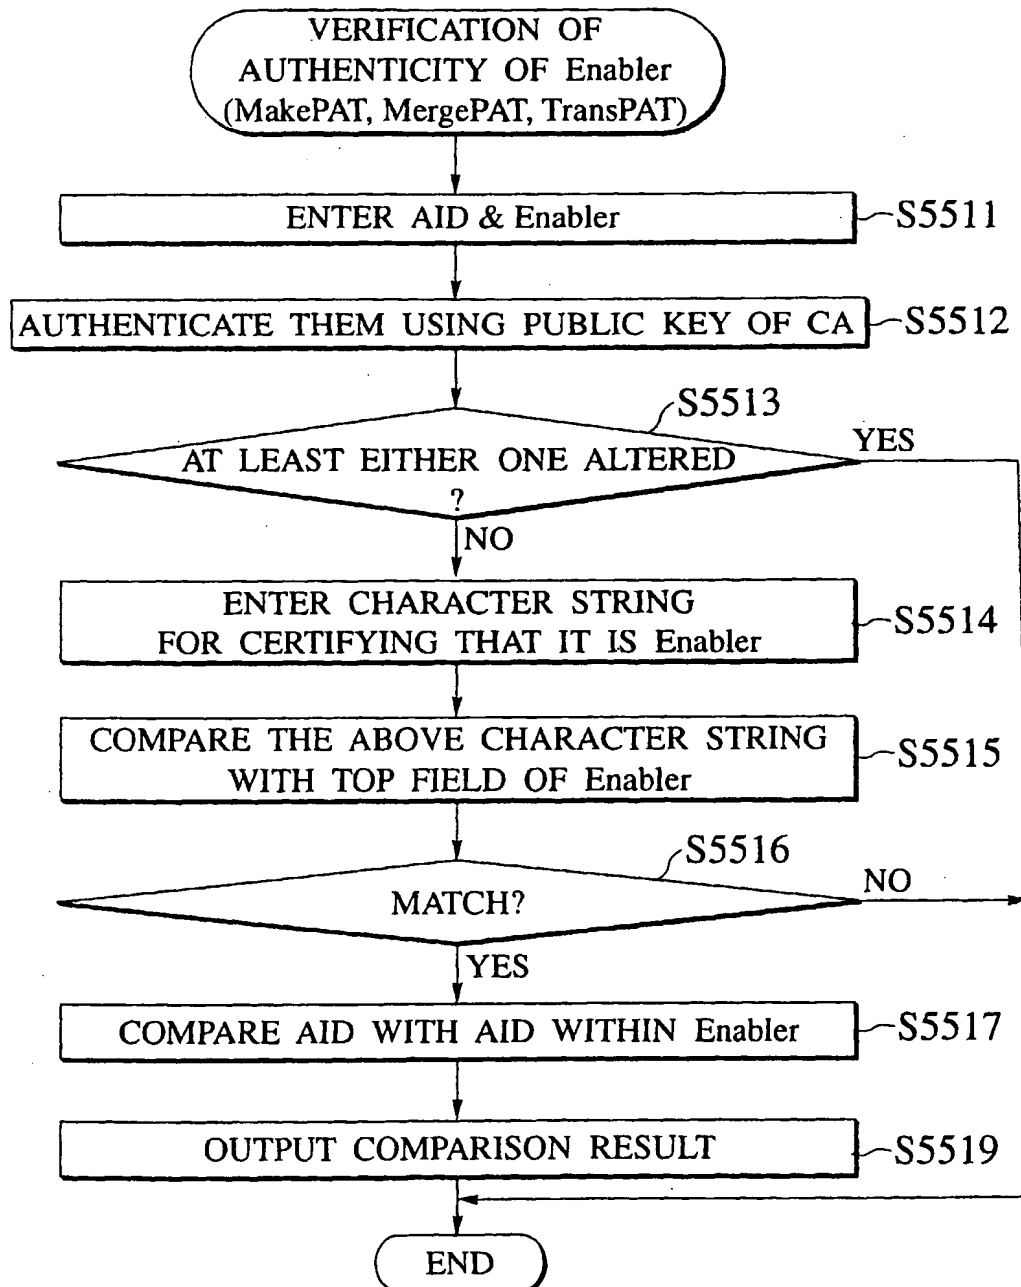 VERIFICATION OF
AUTHENTICITY OF Enabler
(MakePAT, MergePAT, TransPAT)
ENTER AID & Enabler
S5511
AUTHENTICATE THEM USING PUBLIC KEY OF CA
S5512
S5513
AT LEAST EITHER ONE ALTERED
?
YES
NO
ENTER CHARACTER STRING
FOR CERTIFYING THAT IT IS Enabler
S5514
COMPARE THE ABOVE CHARACTER STRING
WITH TOP FIELD OF Enabler
S5515
S5516
MATCH?
NO
YES
COMPARE AID WITH AID WITHIN Enabler
S5517
OUTPUT COMPARISON RESULT
S5519
END